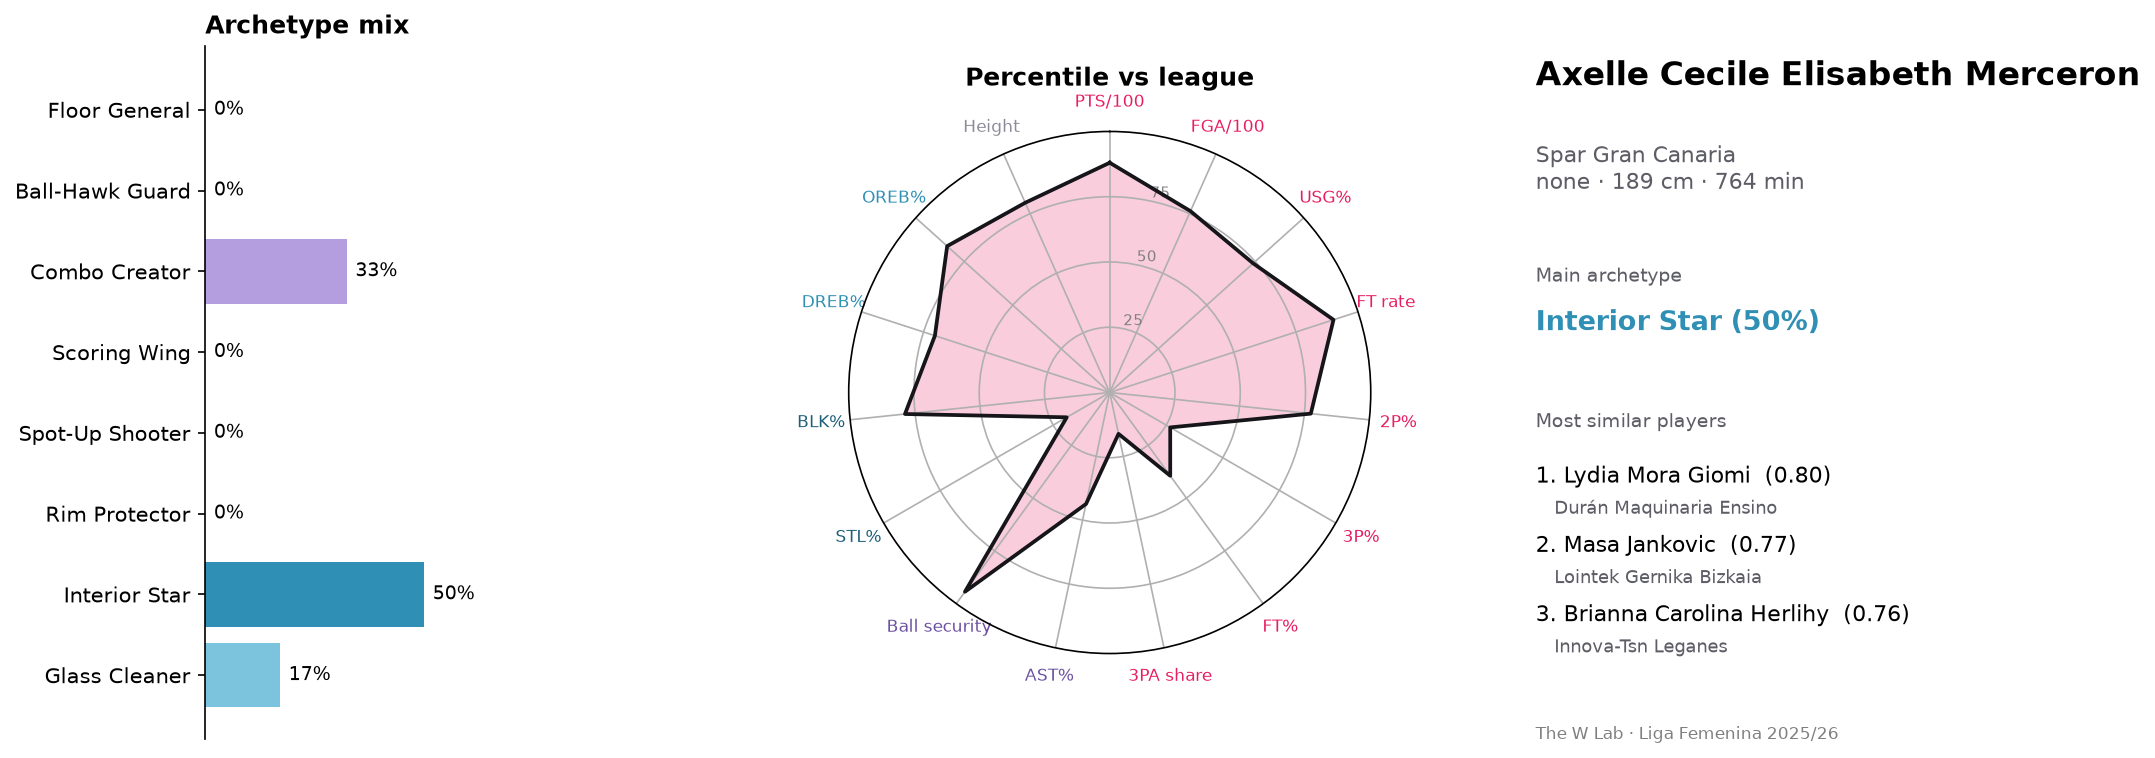 Archetype mix
Floor General 0%
Ball-Hawk Guard 0%
Combo Creator 33%
Scoring Wing 0%
Spot-Up Shooter 0%
Rim Protector 0%
Interior Star 50%
Glass Cleaner 17%
Percentile vs league
PTS/100
Height
FGA/100
OREB%
USG%
75
50
DREB%
FT rate
25
BLK%
2P%
STL%
3P%
Ball security
FT%
AST%
3PA share
Axelle Cecile Elisabeth Merceron
Spar Gran Canaria
none · 189 cm · 764 min
Main archetype
Interior Star (50%)
Most similar players
1. Lydia Mora Giomi (0.80)
Durán Maquinaria Ensino
2. Masa Jankovic (0.77)
Lointek Gernika Bizkaia
3. Brianna Carolina Herlihy (0.76)
Innova-Tsn Leganes
The W Lab · Liga Femenina 2025/26